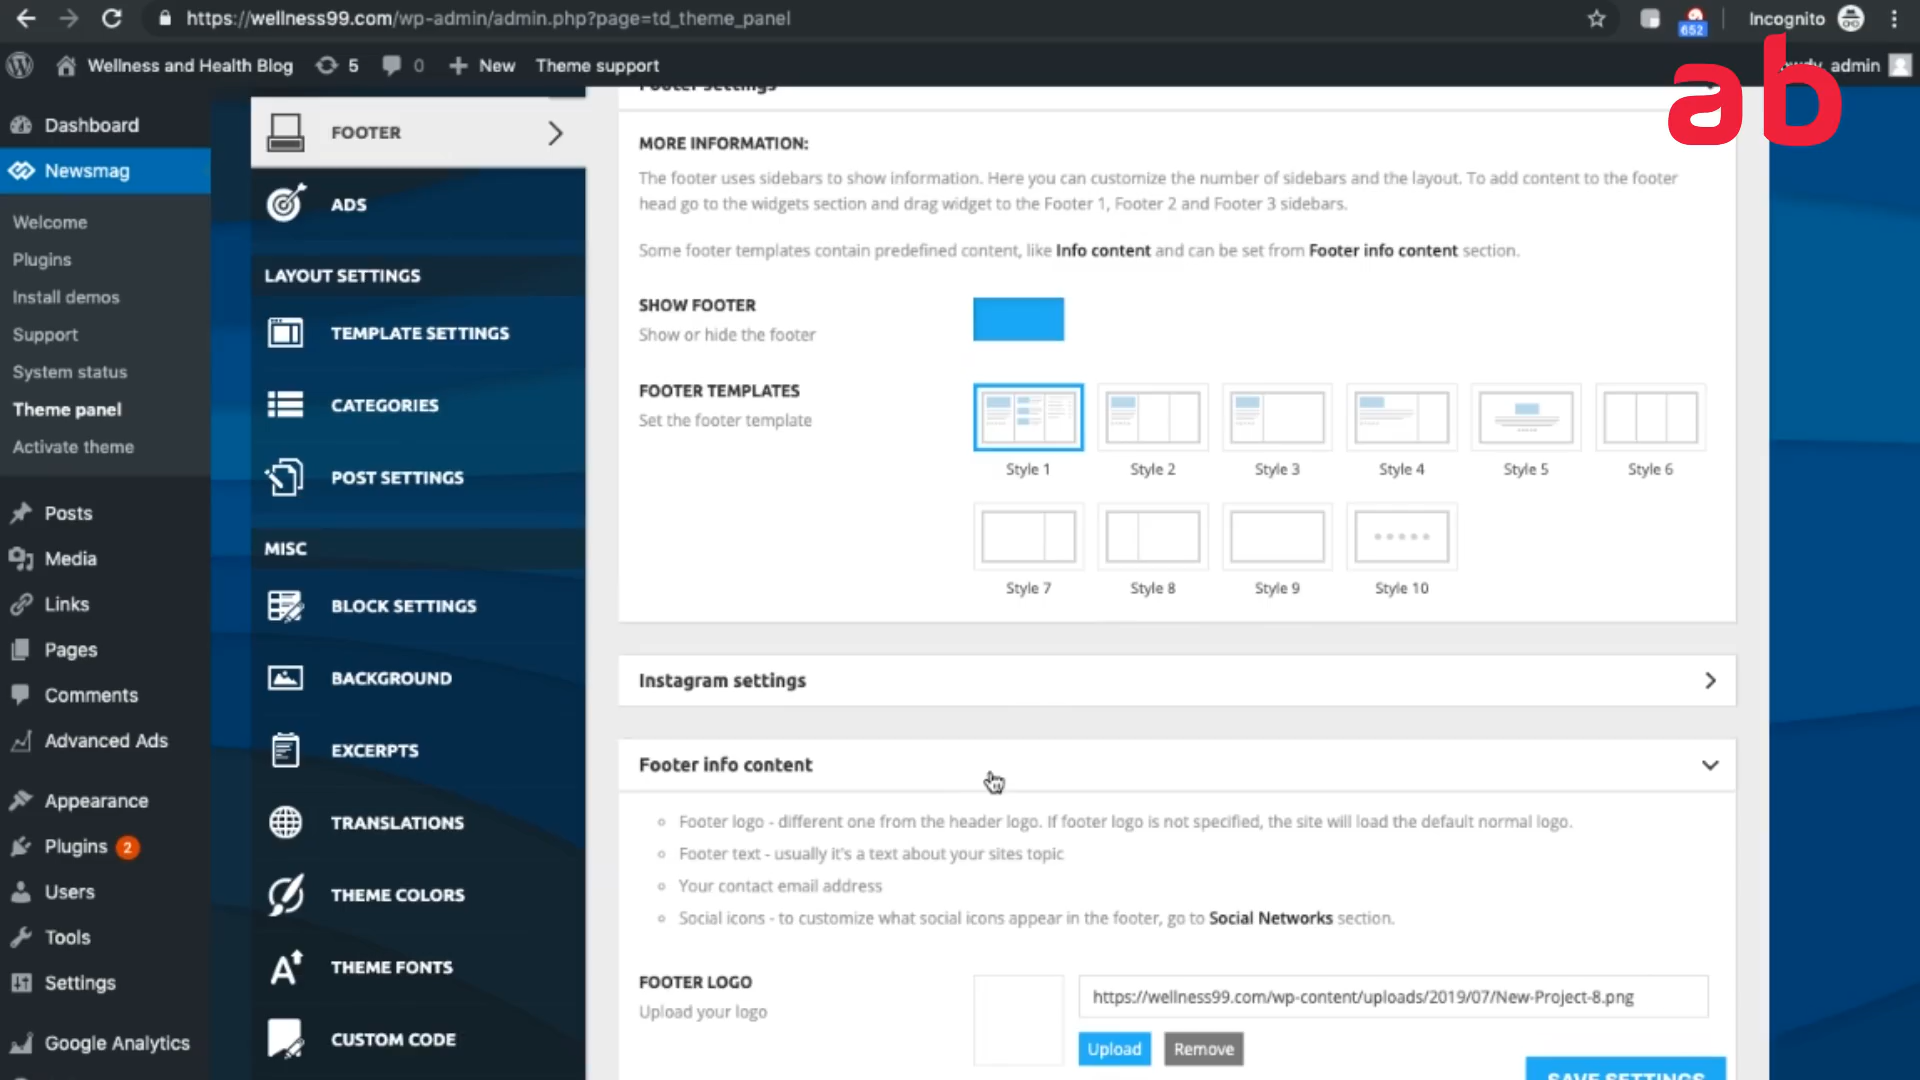 https://wellness99.com/wp-admin/admin.php?page=td_theme_panel
652
Incognito
Wellness and Health Blog
5
0
New
Theme support
admin
ab
Dashboard
Newsmag
Welcome
Plugins
Install demos
Support
System status
Theme panel
Activate theme
Posts
Media
Links
Pages
Comments
Advanced Ads
Appearance
Plugins 2
Users
Tools
Settings
Google Analytics
FOOTER
ADS
LAYOUT SETTINGS
TEMPLATE SETTINGS
CATEGORIES
POST SETTINGS
MISC
BLOCK SETTINGS
BACKGROUND
EXCERPTS
TRANSLATIONS
THEME COLORS
THEME FONTS
CUSTOM CODE
Footer settings
MORE INFORMATION:
The footer uses sidebars to show information. Here you can customize the number of sidebars and the layout. To add content to the footer
head go to the widgets section and drag widget to the Footer 1, Footer 2 and Footer 3 sidebars.
Some footer templates contain predefined content, like Info content and can be set from Footer info content section.
SHOW FOOTER
Show or hide the footer
FOOTER TEMPLATES
Set the footer template
Style 1
Style 2
Style 3
Style 4
Style 5
Style 6
Style 7
Style 8
Style 9
Style 10
Instagram settings
Footer info content
Footer logo - different one from the header logo. If footer logo is not specified, the site will load the default normal logo.
Footer text - usually it's a text about your sites topic
Your contact email address
Social icons - to customize what social icons appear in the footer, go to Social Networks section.
FOOTER LOGO
Upload your logo
https://wellness99.com/wp-content/uploads/2019/07/New-Project-8.png
Upload
Remove
SAVE SETTINGS